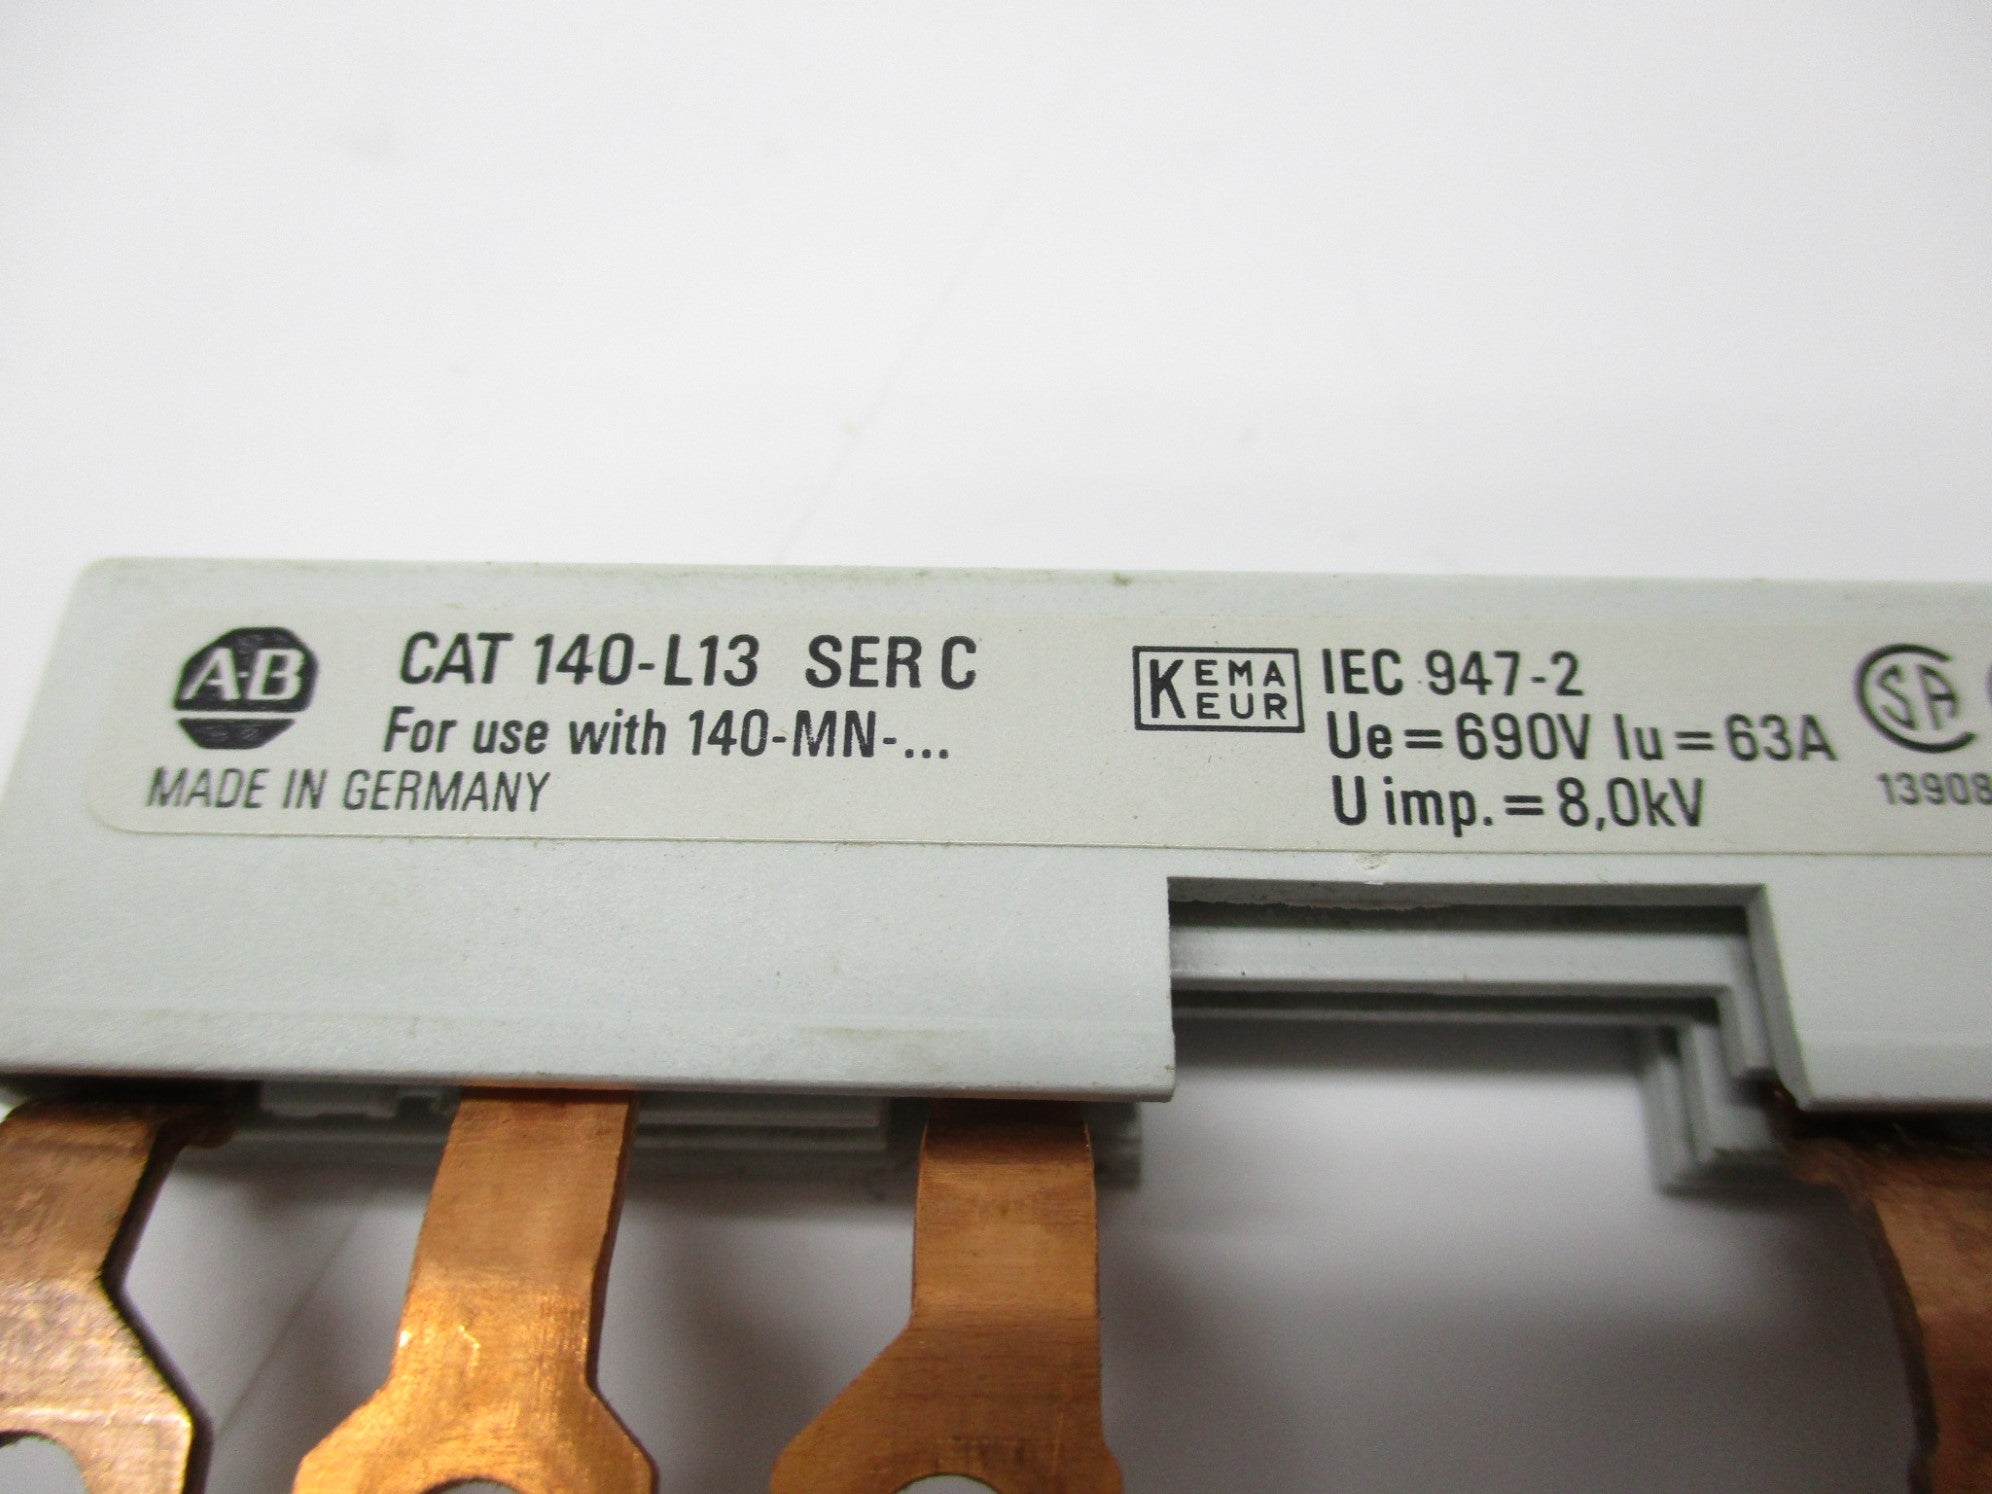 A-B
CAT 140-L13 SER C
For use with 140-MN-...
MADE IN GERMANY
KEMA
KEUR
IEC 947-2
Ue = 690V Iu = 63A
U imp. = 8,0kV
SA
13908